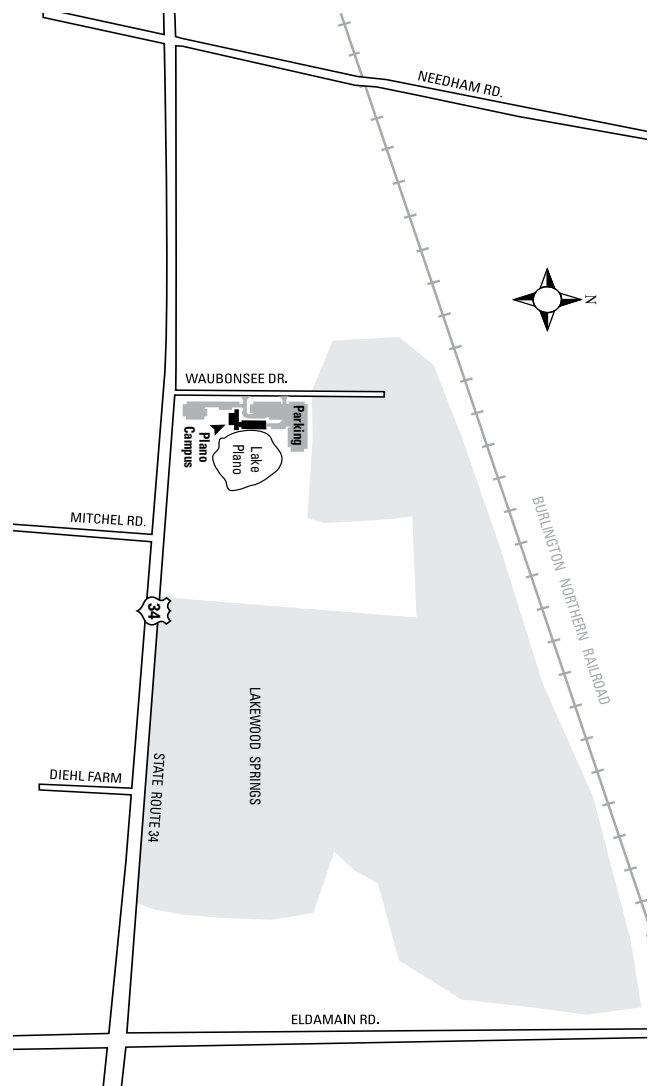 NEEDHAM RD.
N
WAUBONSEE DR.
Parking
Plano
Campus
Lake
Plano
MITCHEL RD.
BURLINGTON NORTHERN RAILROAD
34
LAKEWOOD SPRINGS
DIEHL FARM
STATE ROUTE 34
ELDAMAIN RD.